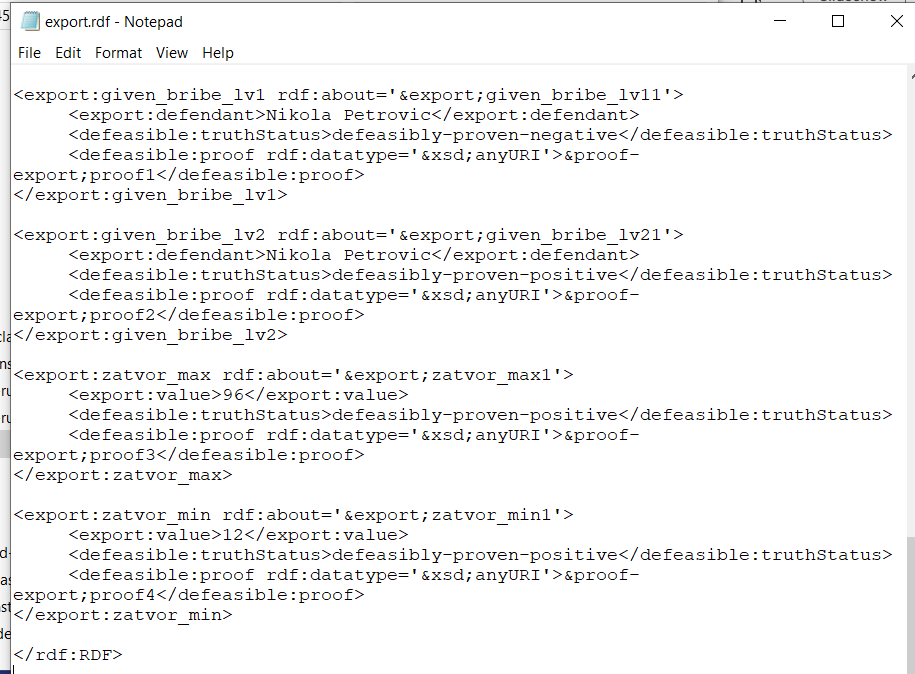 export.rdf - Notepad
File Edit Format View Help
<export:given_bribe_lv1 rdf:about='&export;given_bribe_lv11'>
<export:defendant>Nikola Petrovic</export:defendant>
<defeasible:truthStatus>defeasibly-proven-negative</defeasible:truthStatus>
<defeasible:proof rdf:datatype='&xsd;anyURI'>&proof-
export;proof1</defeasible:proof>
</export:given_bribe_lv1>
<export:given_bribe_lv2 rdf:about='&export;given_bribe_lv21'>
<export:defendant>Nikola Petrovic</export:defendant>
<defeasible:truthStatus>defeasibly-proven-positive</defeasible:truthStatus>
<defeasible:proof rdf:datatype='&xsd;anyURI'>&proof-
export;proof2</defeasible:proof>
</export:given_bribe_lv2>
<export:zatvor_max rdf:about='&export;zatvor_max1'>
<export:value>96</export:value>
<defeasible:truthStatus>defeasibly-proven-positive</defeasible:truthStatus>
<defeasible:proof rdf:datatype='&xsd;anyURI'>&proof-
export;proof3</defeasible:proof>
</export:zatvor_max>
<export:zatvor_min rdf:about='&export;zatvor_min1'>
<export:value>12</export:value>
<defeasible:truthStatus>defeasibly-proven-positive</defeasible:truthStatus>
<defeasible:proof rdf:datatype='&xsd;anyURI'>&proof-
export;proof4</defeasible:proof>
</export:zatvor_min>
</rdf:RDF>